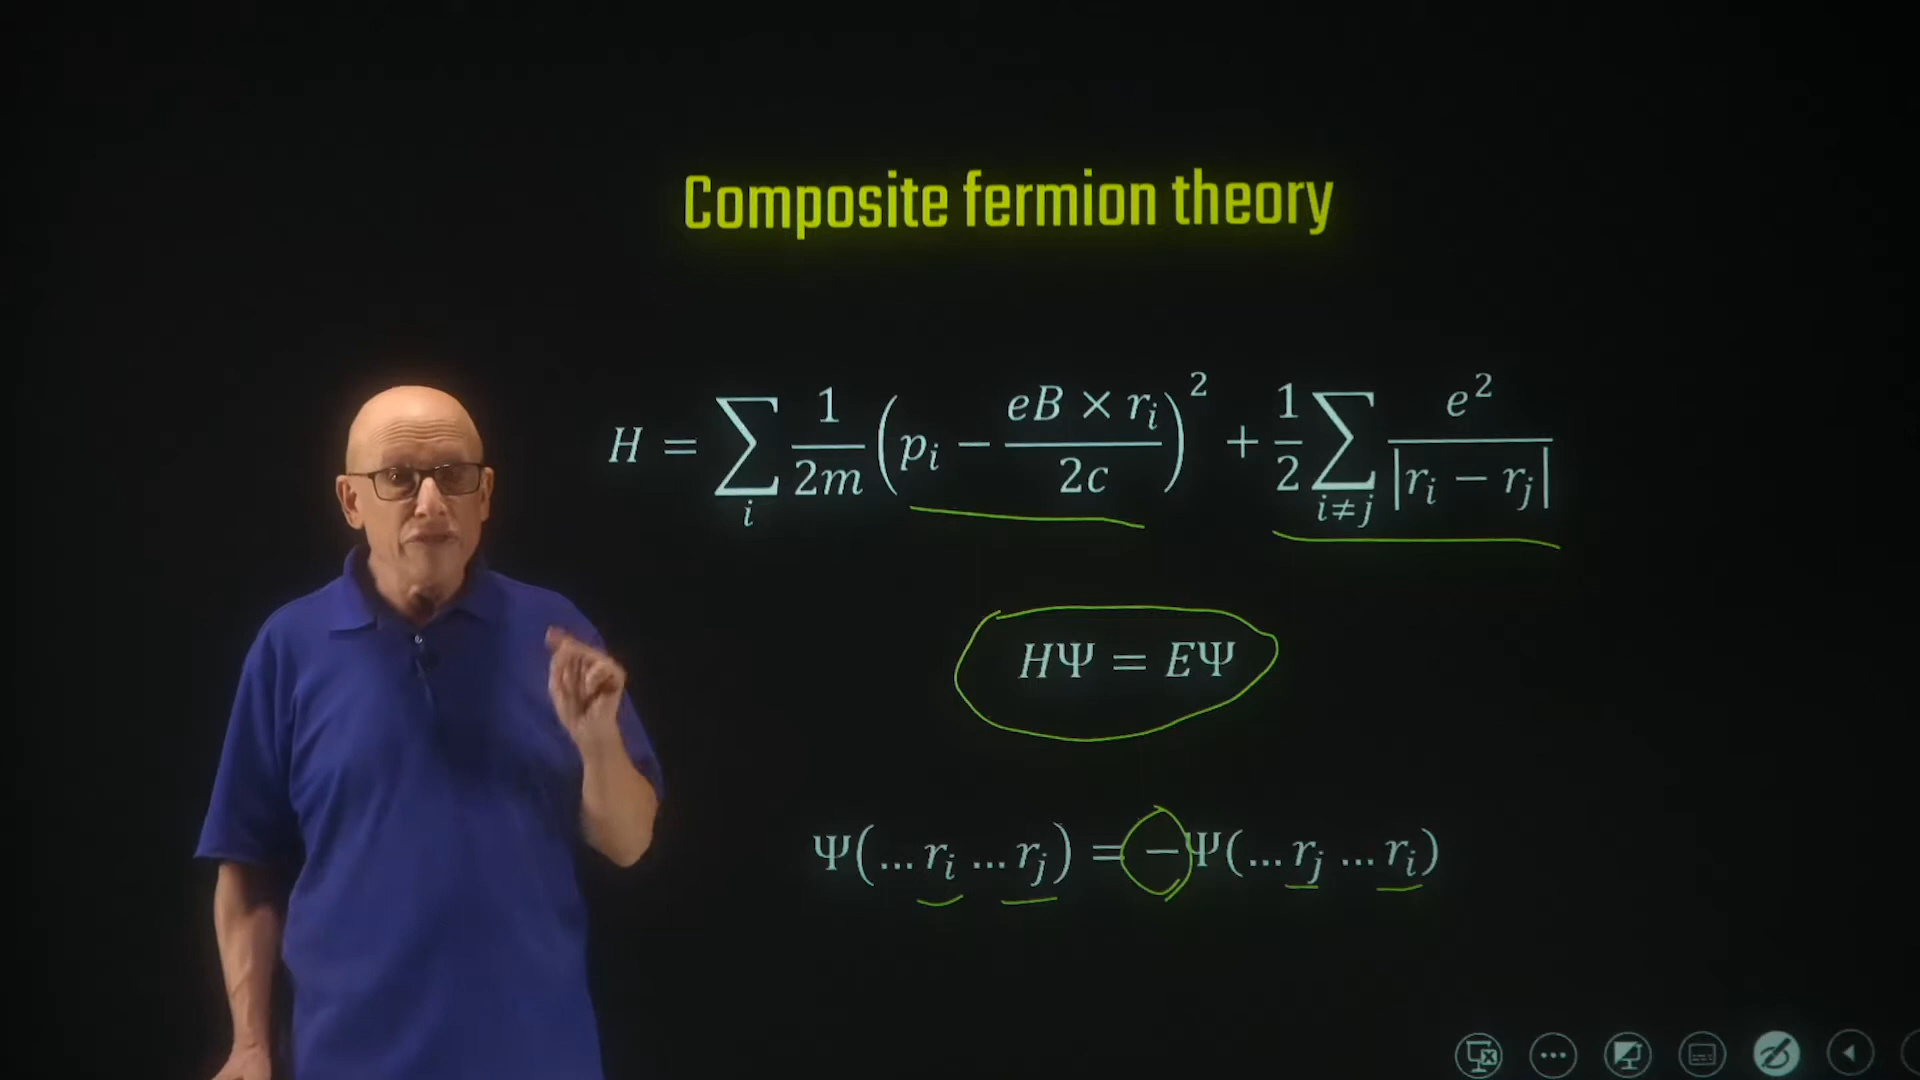 Composite fermion theory
H = ∑_i 1/2m (p_i − eB × r_i / 2c)^2 + 1/2 ∑_{i≠j} e^2 / |r_i − r_j|
HΨ = EΨ
Ψ(… r_i … r_j) = −Ψ(… r_j … r_i)